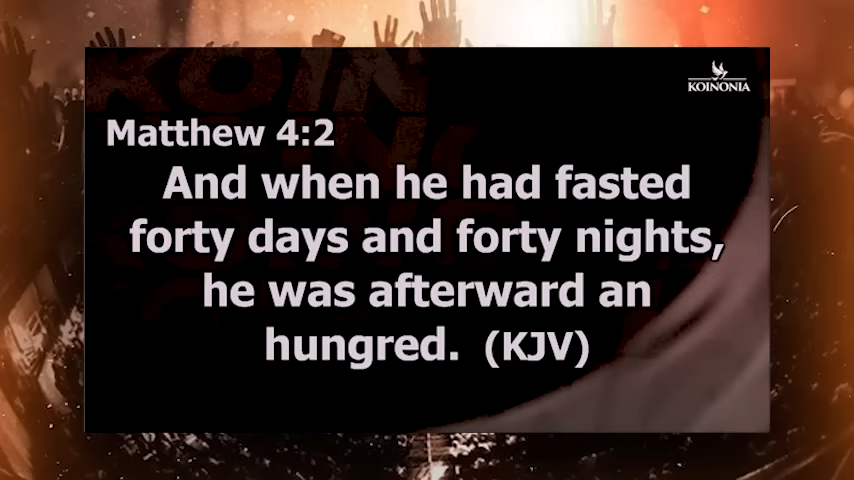 KOINONIA
Matthew 4:2
And when he had fasted
forty days and forty nights,
he was afterward an
hungred. (KJV)